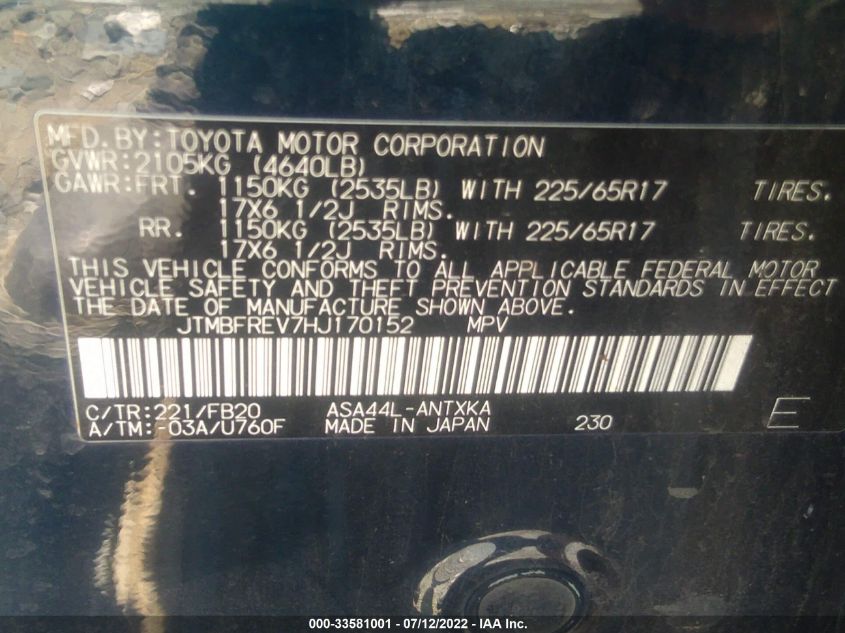 MFD. BY: TOYOTA MOTOR CORPORATION
GVWR: 2105KG (4640LB)
GAWR: FRT. 1150KG (2535LB) WITH 225/65R17 TIRES.
17X6 1/2J RIMS.
RR. 1150KG (2535LB) WITH 225/65R17 TIRES.
17X6 1/2J RIMS.
THIS VEHICLE CONFORMS TO ALL APPLICABLE FEDERAL MOTOR
VEHICLE SAFETY AND THEFT PREVENTION STANDARDS IN EFFECT
THE DATE OF MANUFACTURE SHOWN ABOVE.
JTMBFREV7HJ170152 MPV
C/TR: 221/FB20 ASA44L-ANTXKA
A/TM: -03A/U760F MADE IN JAPAN 230 E
000-33581001 - 07/12/2022 - IAA Inc.